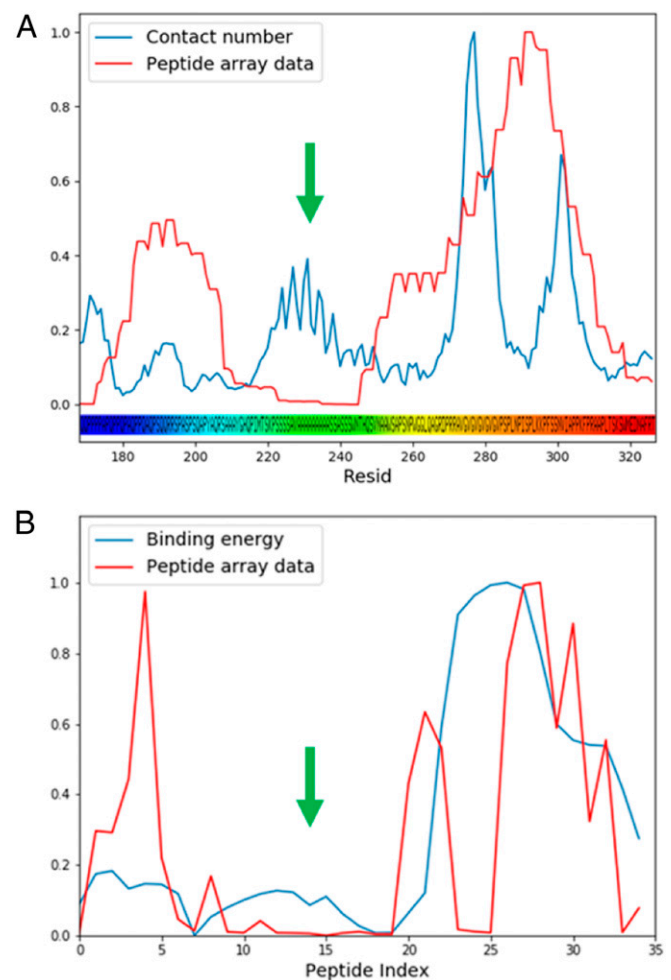 A
Contact number
Peptide array data
1.0
0.8
0.6
0.4
0.2
0.0
180 200 220 240 260 280 300 320
Resid
B
Binding energy
Peptide array data
1.0
0.8
0.6
0.4
0.2
0.0
0 5 10 15 20 25 30 35
Peptide Index